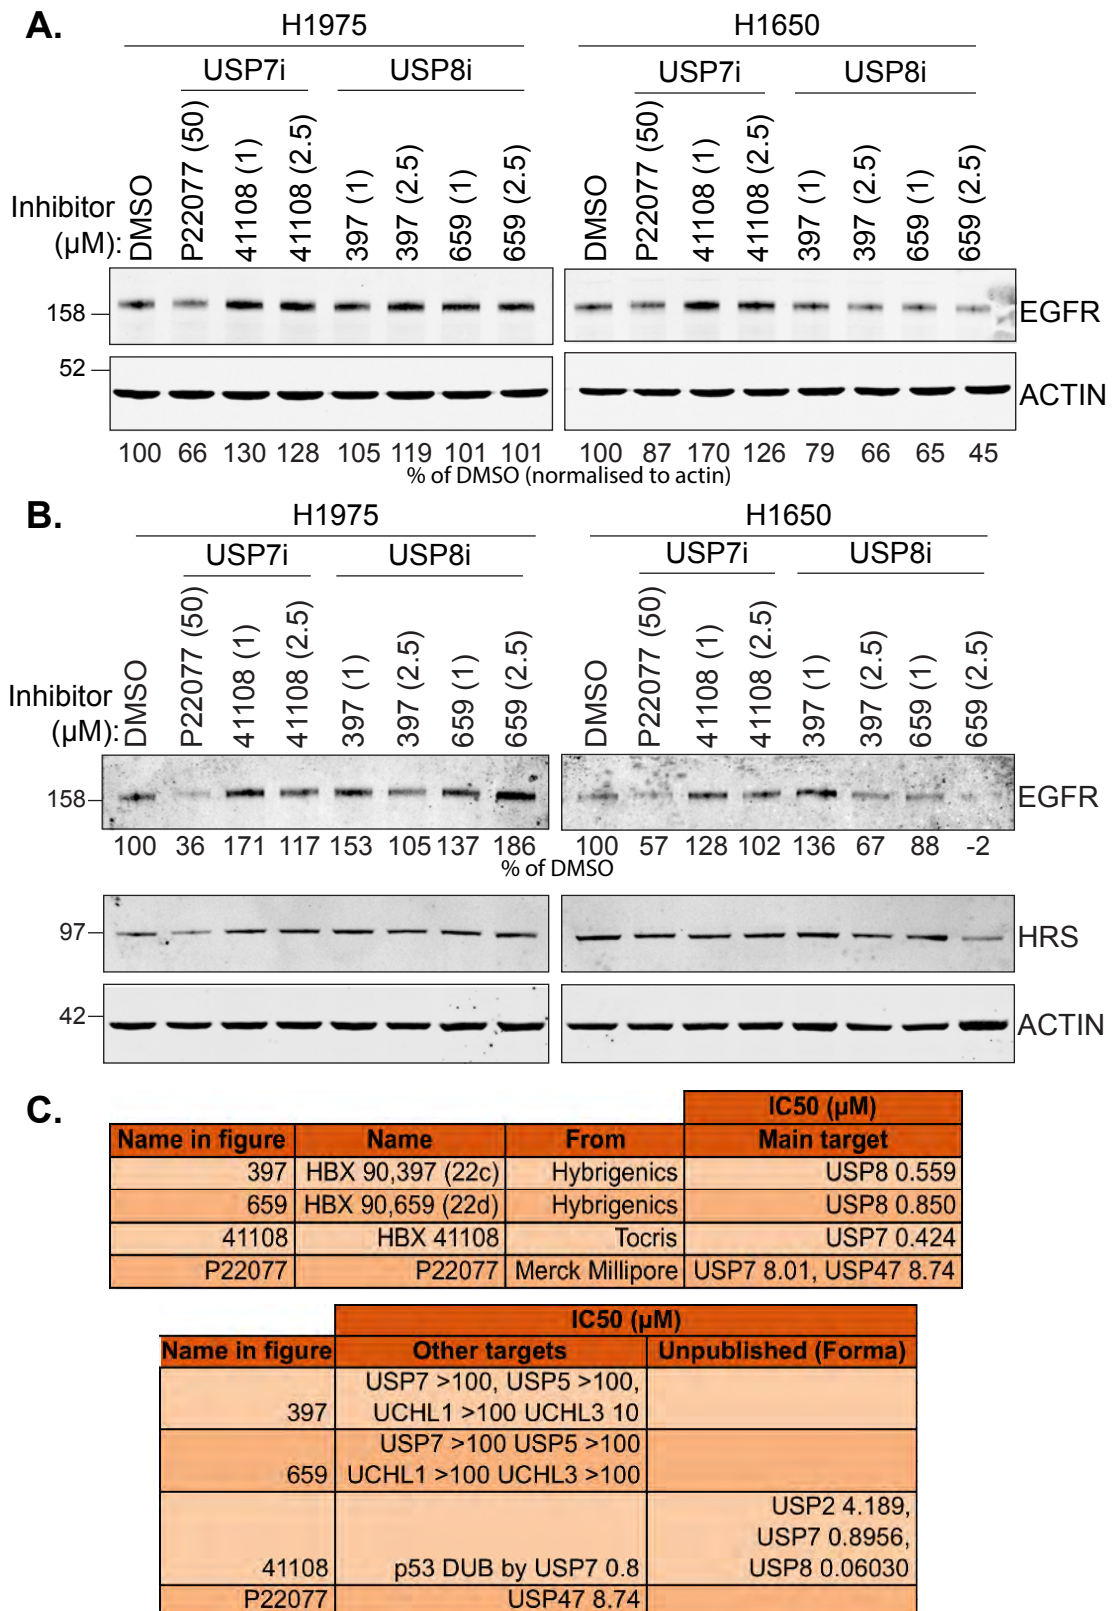 A.
H1975 H1650
USP7i USP8i USP7i USP8i
Inhibitor (µM): DMSO P22077 (50) 41108 (1) 41108 (2.5) 397 (1) 397 (2.5) 659 (1) 659 (2.5) DMSO P22077 (50) 41108 (1) 41108 (2.5) 397 (1) 397 (2.5) 659 (1) 659 (2.5)
158 EGFR
52 ACTIN
100 66 130 128 105 119 101 101 100 87 170 126 79 66 65 45
% of DMSO (normalised to actin)
B.
H1975 H1650
USP7i USP8i USP7i USP8i
Inhibitor (µM): DMSO P22077 (50) 41108 (1) 41108 (2.5) 397 (1) 397 (2.5) 659 (1) 659 (2.5) DMSO P22077 (50) 41108 (1) 41108 (2.5) 397 (1) 397 (2.5) 659 (1) 659 (2.5)
158 EGFR
100 36 171 117 153 105 137 186 100 57 128 102 136 67 88 -2
% of DMSO
97 HRS
42 ACTIN
C.
IC50 (µM)
Name in figure Name From Main target
397 HBX 90,397 (22c) Hybrigenics USP8 0.559
659 HBX 90,659 (22d) Hybrigenics USP8 0.850
41108 HBX 41108 Tocris USP7 0.424
P22077 P22077 Merck Millipore USP7 8.01, USP47 8.74
IC50 (µM)
Name in figure Other targets Unpublished (Forma)
USP7 >100, USP5 >100,
397 UCHL1 >100 UCHL3 10
USP7 >100 USP5 >100
659 UCHL1 >100 UCHL3 >100
USP2 4.189,
USP7 0.8956,
41108 p53 DUB by USP7 0.8 USP8 0.06030
P22077 USP47 8.74